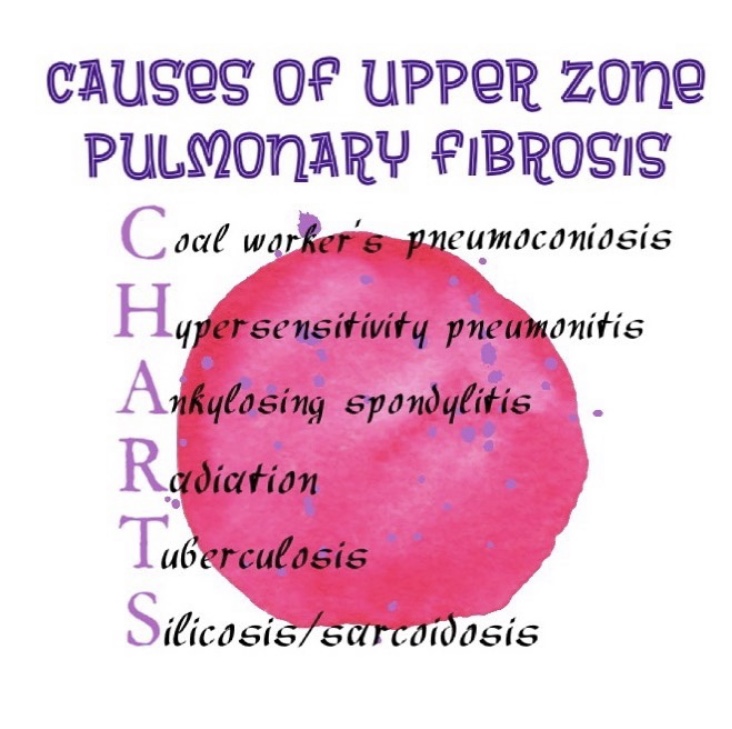 CAUSES OF UPPER ZONE
PULMONARY FIBROSIS
Coal worker's pneumoconiosis
Hypersensitivity pneumonitis
Ankylosing spondylitis
Radiation
Tuberculosis
Silicosis/sarcoidosis